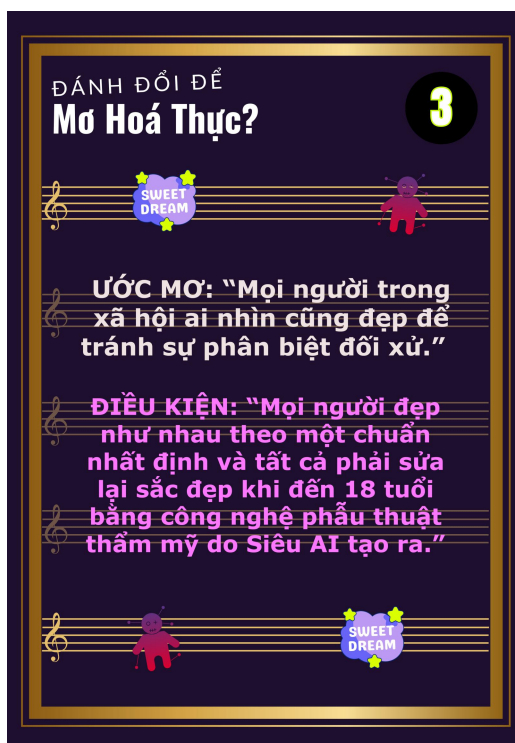 ĐÁNH ĐỔI ĐỂ
Mơ Hoá Thực?
3
SWEET
DREAM
ƯỚC MƠ: “Mọi người trong
xã hội ai nhìn cũng đẹp để
tránh sự phân biệt đối xử.”
ĐIỀU KIỆN: “Mọi người đẹp
như nhau theo một chuẩn
nhất định và tất cả phải sửa
lại sắc đẹp khi đến 18 tuổi
bằng công nghệ phẫu thuật
thẩm mỹ do Siêu AI tạo ra.”
SWEET
DREAM